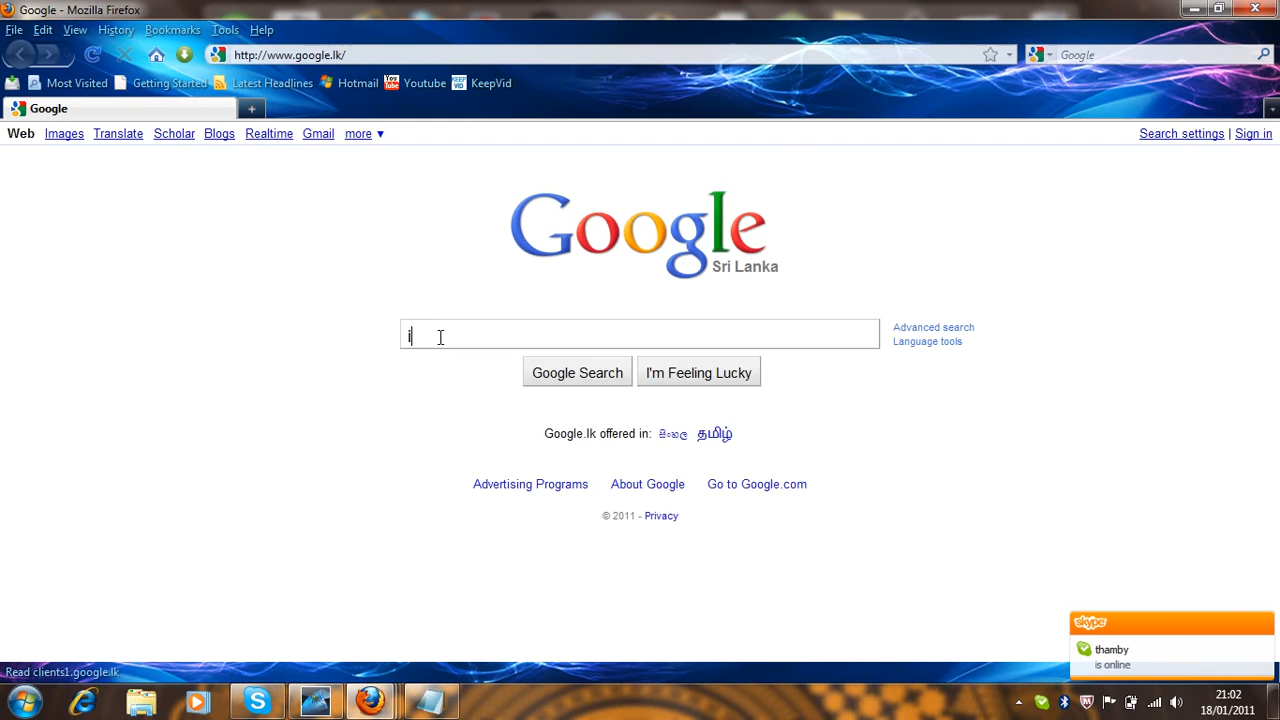 Google - Mozilla Firefox
File Edit View History Bookmarks Tools Help
http://www.google.lk/ Google
Most Visited Getting Started Latest Headlines Hotmail You Tube Youtube KEEP VID KeepVid
Google +
Web Images Translate Scholar Blogs Realtime Gmail more ▼ Search settings | Sign in
Google
Sri Lanka
i
Advanced search
Language tools
Google Search I'm Feeling Lucky
Google.lk offered in: සිංහල தமிழ்
Advertising Programs About Google Go to Google.com
© 2011 - Privacy
skype
thamby
is online
Read clients1.google.lk
21:02
18/01/2011